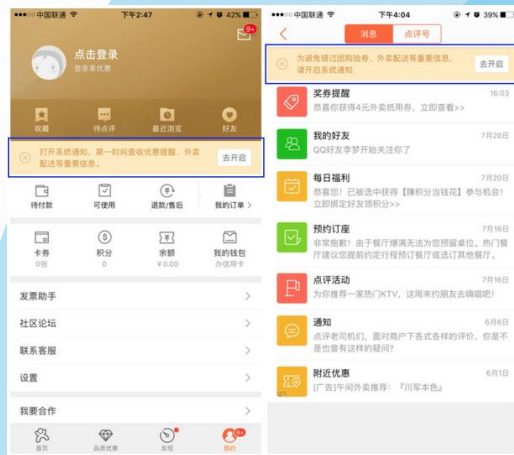 中国联通
下午2:47
42%
9+
点击登录
登录享优惠
收藏
待点评
最近浏览
好友
打开系统通知，第一时间查收优惠提醒、外卖
配送等重要信息。
去开启
待付款
可使用
退款/售后
我的订单
卡券
积分
余额
我的钱包
0张
0
￥0.00
办信用卡
发票助手
社区论坛
联系客服
设置
我要合作
首页
品质优惠
发现
9+
我的
中国联通
下午4:04
39%
消息
点评号
为避免错过团购验券、外卖配送等重要信息，
请开启系统通知
去开启
奖券提醒
16:03
恭喜你获得4元外卖抵用券，立即查看>>
我的好友
7月20日
QQ好友李梦开始关注你了
每日福利
7月20日
恭喜您！已被选中获得【赚积分当钱花】参与机会！
立即绑定好友领积分>>
预约订座
7月16日
非常抱歉！由于餐厅爆满无法为您预留桌位。热门餐
厅建议您提前约定行程预订餐厅或选订其他餐厅。
点评活动
7月16日
为你推荐一家热门KTV，这周末约朋友去嗨唱吧！
通知
6月6日
点评老司机们，面对商户下各式各样的评价，你是不
是也曾有这样的疑问？
附近优惠
6月1日
[广告]午间外卖推荐：『川军本色』